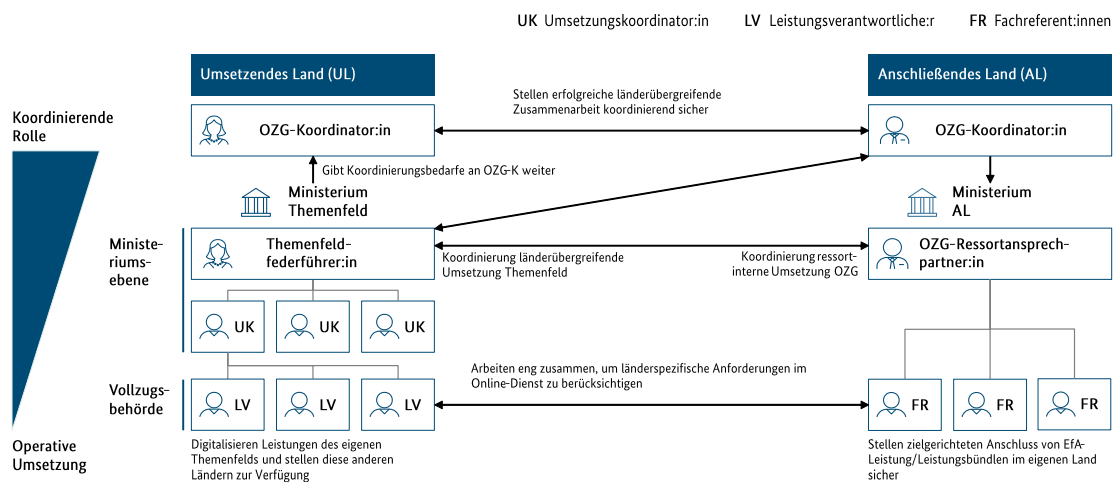 UK Umsetzungskoordinator:in
LV Leistungsverantwortliche:r
FR Fachreferent:innen
Umsetzendes Land (UL)
Anschließendes Land (AL)
Koordinierende
Rolle
OZG-Koordinator:in
Stellen erfolgreiche länderübergreifende
Zusammenarbeit koordinierend sicher
OZG-Koordinator:in
Gibt Koordinierungsbedarfe an OZG-K weiter
Ministerium
Themenfeld
Ministerium
AL
Ministe-
riums-
ebene
Themenfeld-
federführer:in
Koordinierung länderübergreifende
Umsetzung Themenfeld
Koordinierung ressort-
interne Umsetzung OZG
OZG-Ressortansprech-
partner:in
UK
UK
UK
Vollzugs-
behörde
LV
LV
LV
Arbeiten eng zusammen, um länderspezifische Anforderungen im
Online-Dienst zu berücksichtigen
FR
FR
FR
Operative
Umsetzung
Digitalisieren Leistungen des eigenen
Themenfelds und stellen diese anderen
Ländern zur Verfügung
Stellen zielgerichteten Anschluss von EfA-
Leistung/Leistungsbündlen im eigenen Land
sicher